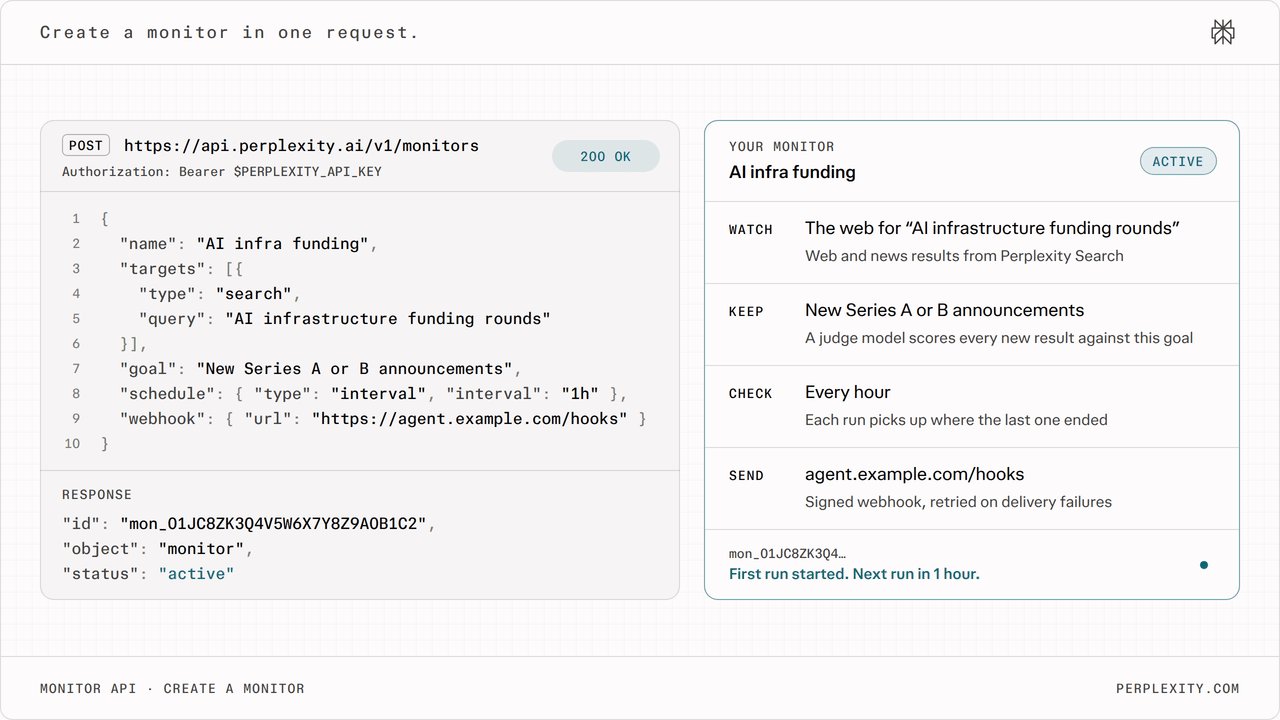 Create a monitor in one request.
POST https://api.perplexity.ai/v1/monitors
Authorization: Bearer $PERPLEXITY_API_KEY
200 OK
1 {
2 "name": "AI infra funding",
3 "targets": [{
4 "type": "search",
5 "query": "AI infrastructure funding rounds"
6 }],
7 "goal": "New Series A or B announcements",
8 "schedule": { "type": "interval", "interval": "1h" },
9 "webhook": { "url": "https://agent.example.com/hooks" }
10 }
RESPONSE
"id": "mon_01JC8ZK3Q4V5W6X7Y8Z9A0B1C2",
"object": "monitor",
"status": "active"
YOUR MONITOR
AI infra funding
ACTIVE
WATCH The web for “AI infrastructure funding rounds”
Web and news results from Perplexity Search
KEEP New Series A or B announcements
A judge model scores every new result against this goal
CHECK Every hour
Each run picks up where the last one ended
SEND agent.example.com/hooks
Signed webhook, retried on delivery failures
mon_01JC8ZK3Q4…
First run started. Next run in 1 hour.
MONITOR API · CREATE A MONITOR
PERPLEXITY.COM